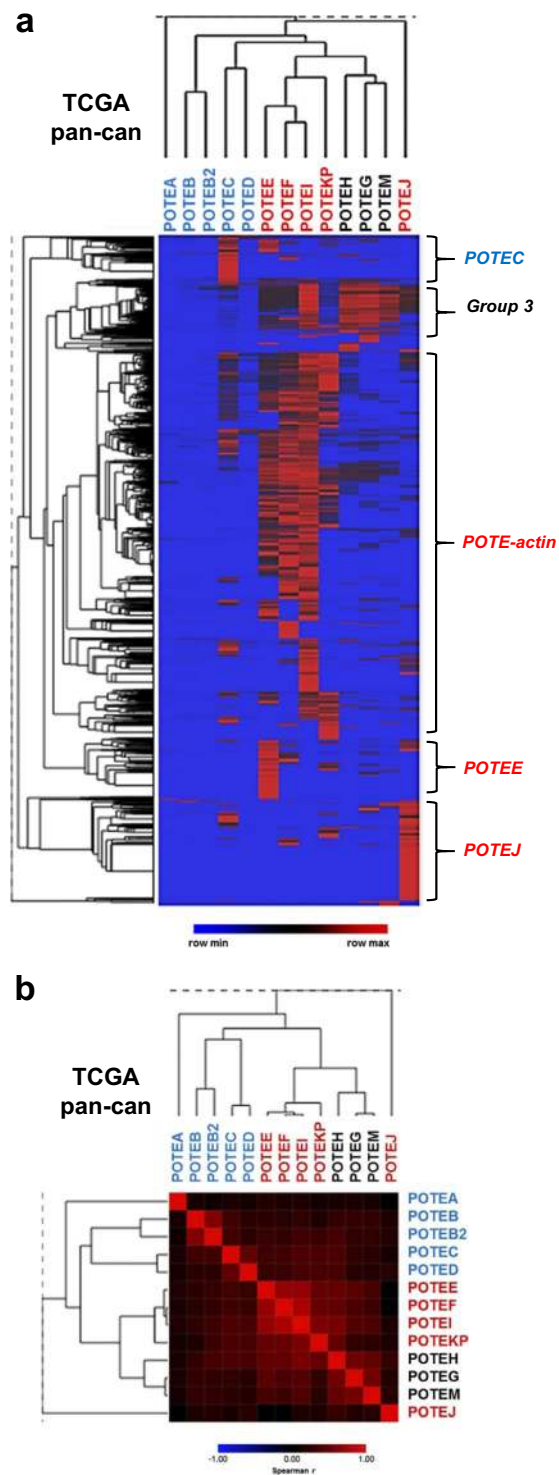 a
TCGA
pan-can
POTEA
POTEB
POTEB2
POTEC
POTED
POTEE
POTEF
POTEI
POTEKP
POTEH
POTEG
POTEM
POTEJ
POTEC
Group 3
POTE-actin
POTEE
POTEJ
row min
row max
b
TCGA
pan-can
POTEA
POTEB
POTEB2
POTEC
POTED
POTEE
POTEF
POTEI
POTEKP
POTEH
POTEG
POTEM
POTEJ
POTEA
POTEB
POTEB2
POTEC
POTED
POTEE
POTEF
POTEI
POTEKP
POTEH
POTEG
POTEM
POTEJ
-1.00
0.00
1.00
Spearman r